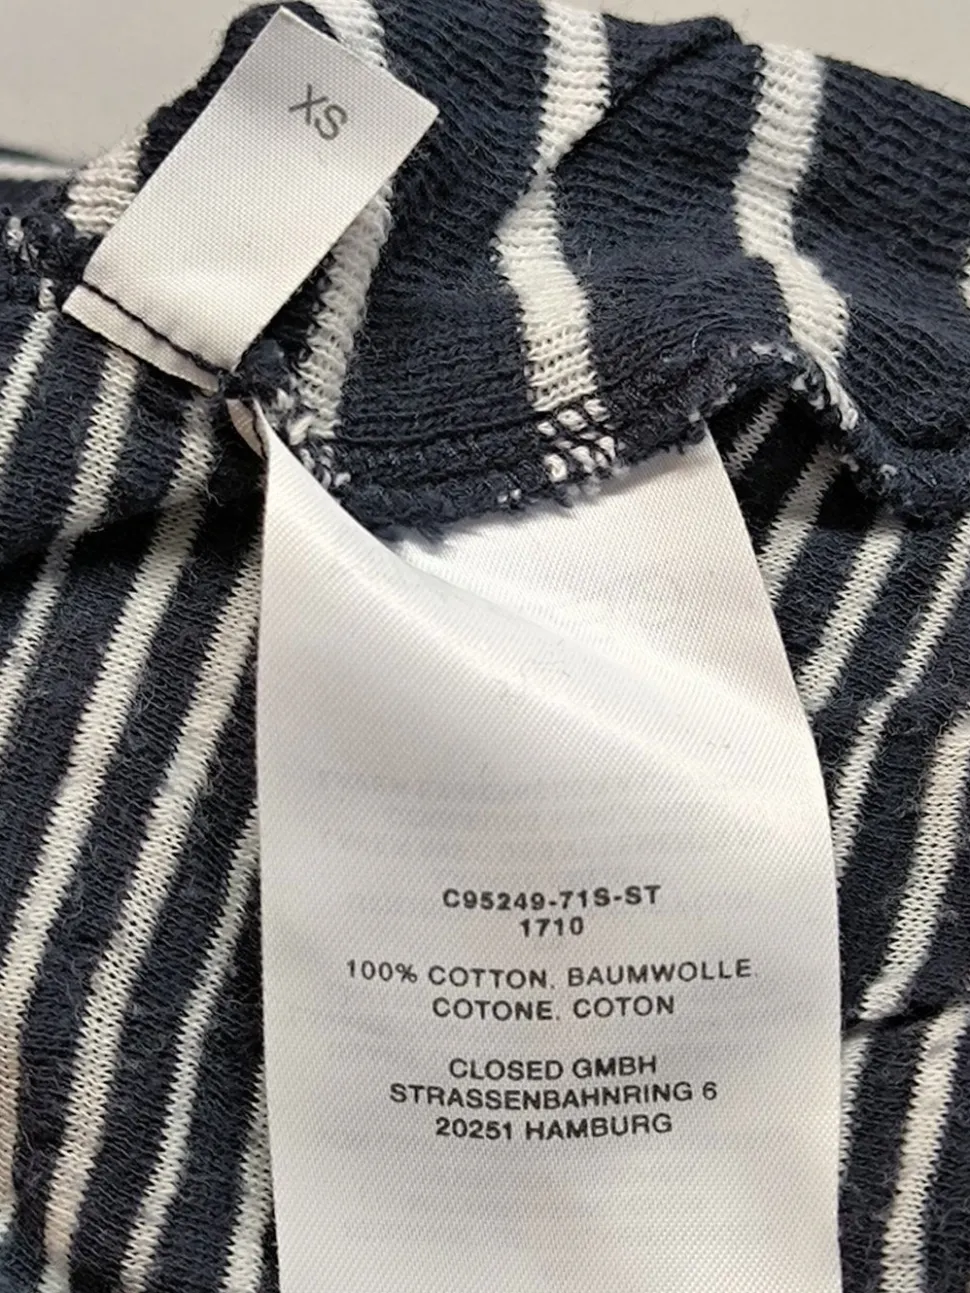 XS
C95249-71S-ST
1710
100% COTTON, BAUMWOLLE,
COTONE, COTON
CLOSED GMBH
STRASSENBAHNRING 6
20251 HAMBURG